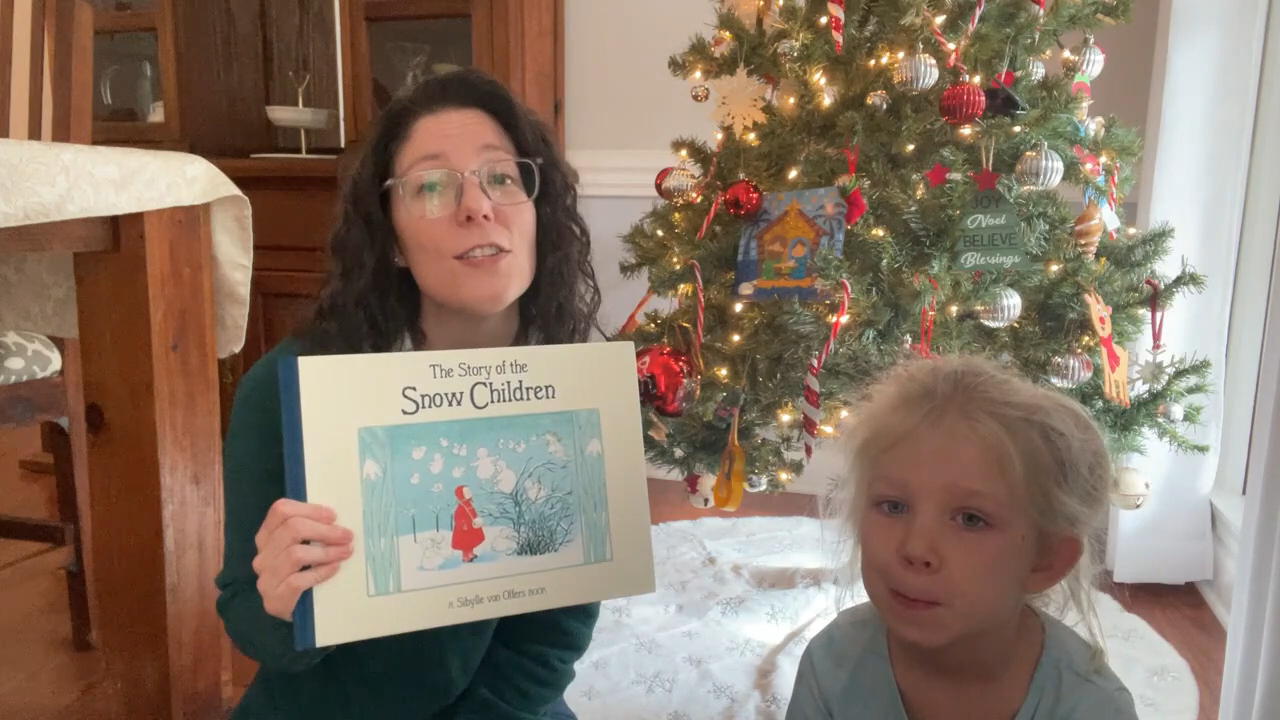 The Story of the
Snow Children
A Sibylle von Olfers BOOK
JOY
Noel
BELIEVE
Blessings